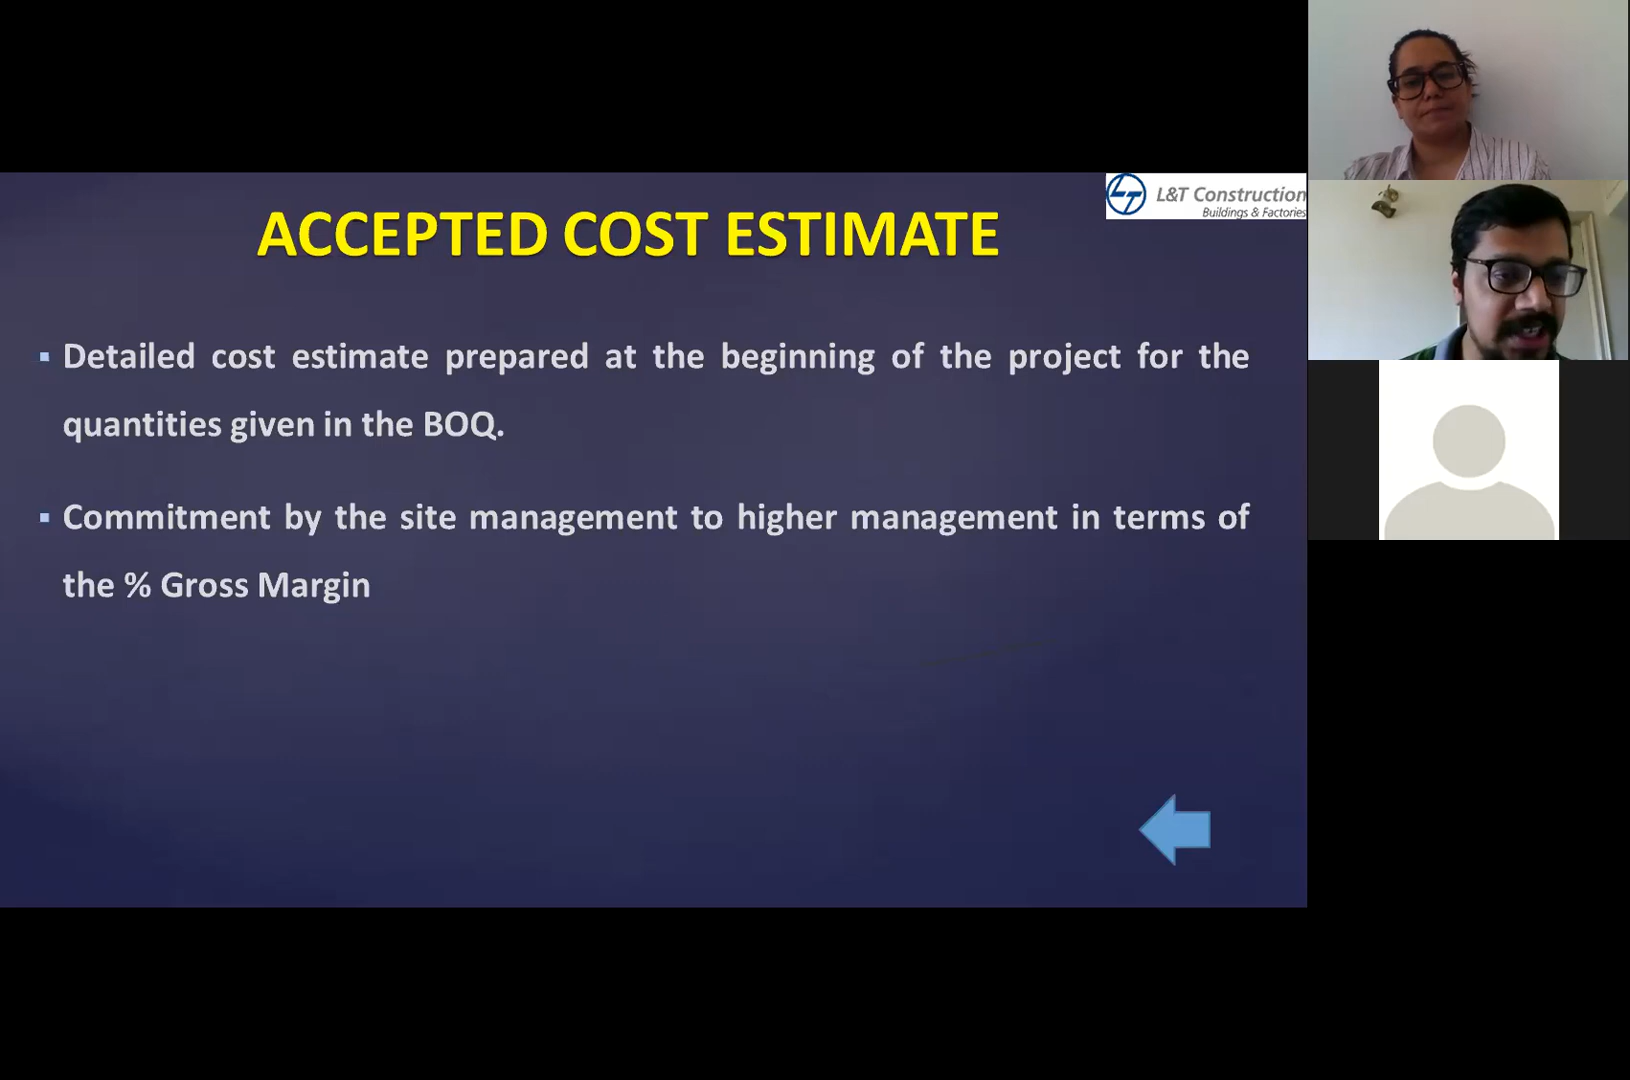 L&T Construction
Buildings & Factories
ACCEPTED COST ESTIMATE
▪ Detailed cost estimate prepared at the beginning of the project for the
quantities given in the BOQ.
▪ Commitment by the site management to higher management in terms of
the % Gross Margin